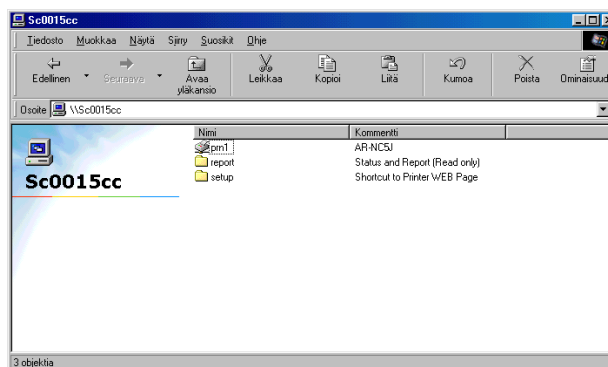 Sc0015cc
Tiedosto Muokkaa Näytä Siirry Suosikit Ohje
Edellinen Seuraava Avaa yläkansio Leikkaa Kopioi Liitä Kumoa Poista Ominaisuud
Osoite \\Sc0015cc
Nimi Kommentti
prn1 AR-NC5J
report Status and Report (Read only)
setup Shortcut to Printer WEB Page
Sc0015cc
3 objektia